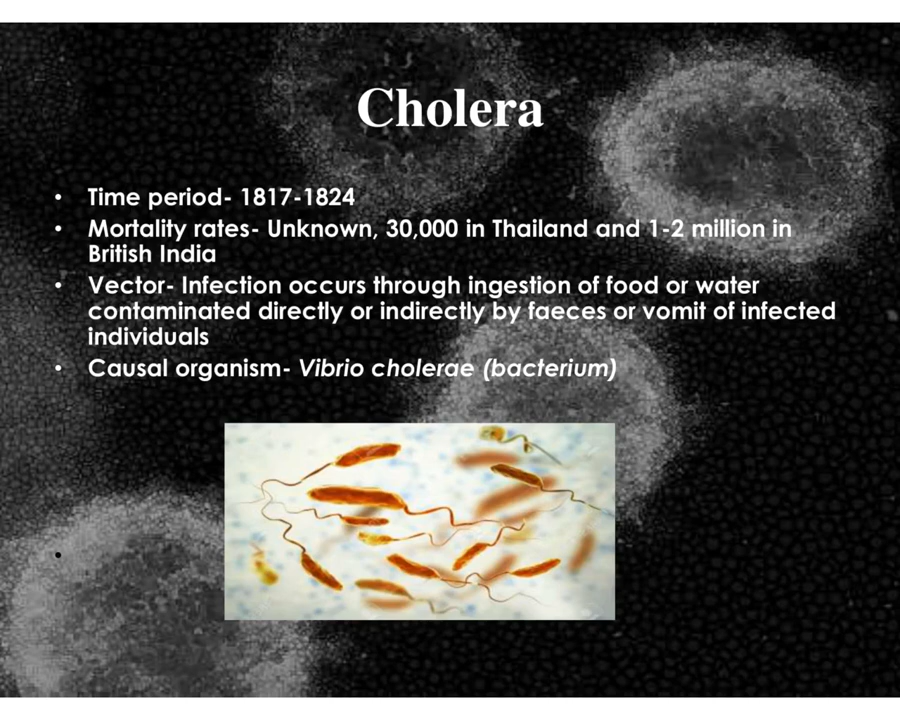 Cholera
• Time period- 1817-1824
• Mortality rates- Unknown, 30,000 in Thailand and 1-2 million in
British India
• Vector- Infection occurs through ingestion of food or water
contaminated directly or indirectly by faeces or vomit of infected
individuals
• Causal organism- Vibrio cholerae (bacterium)
•